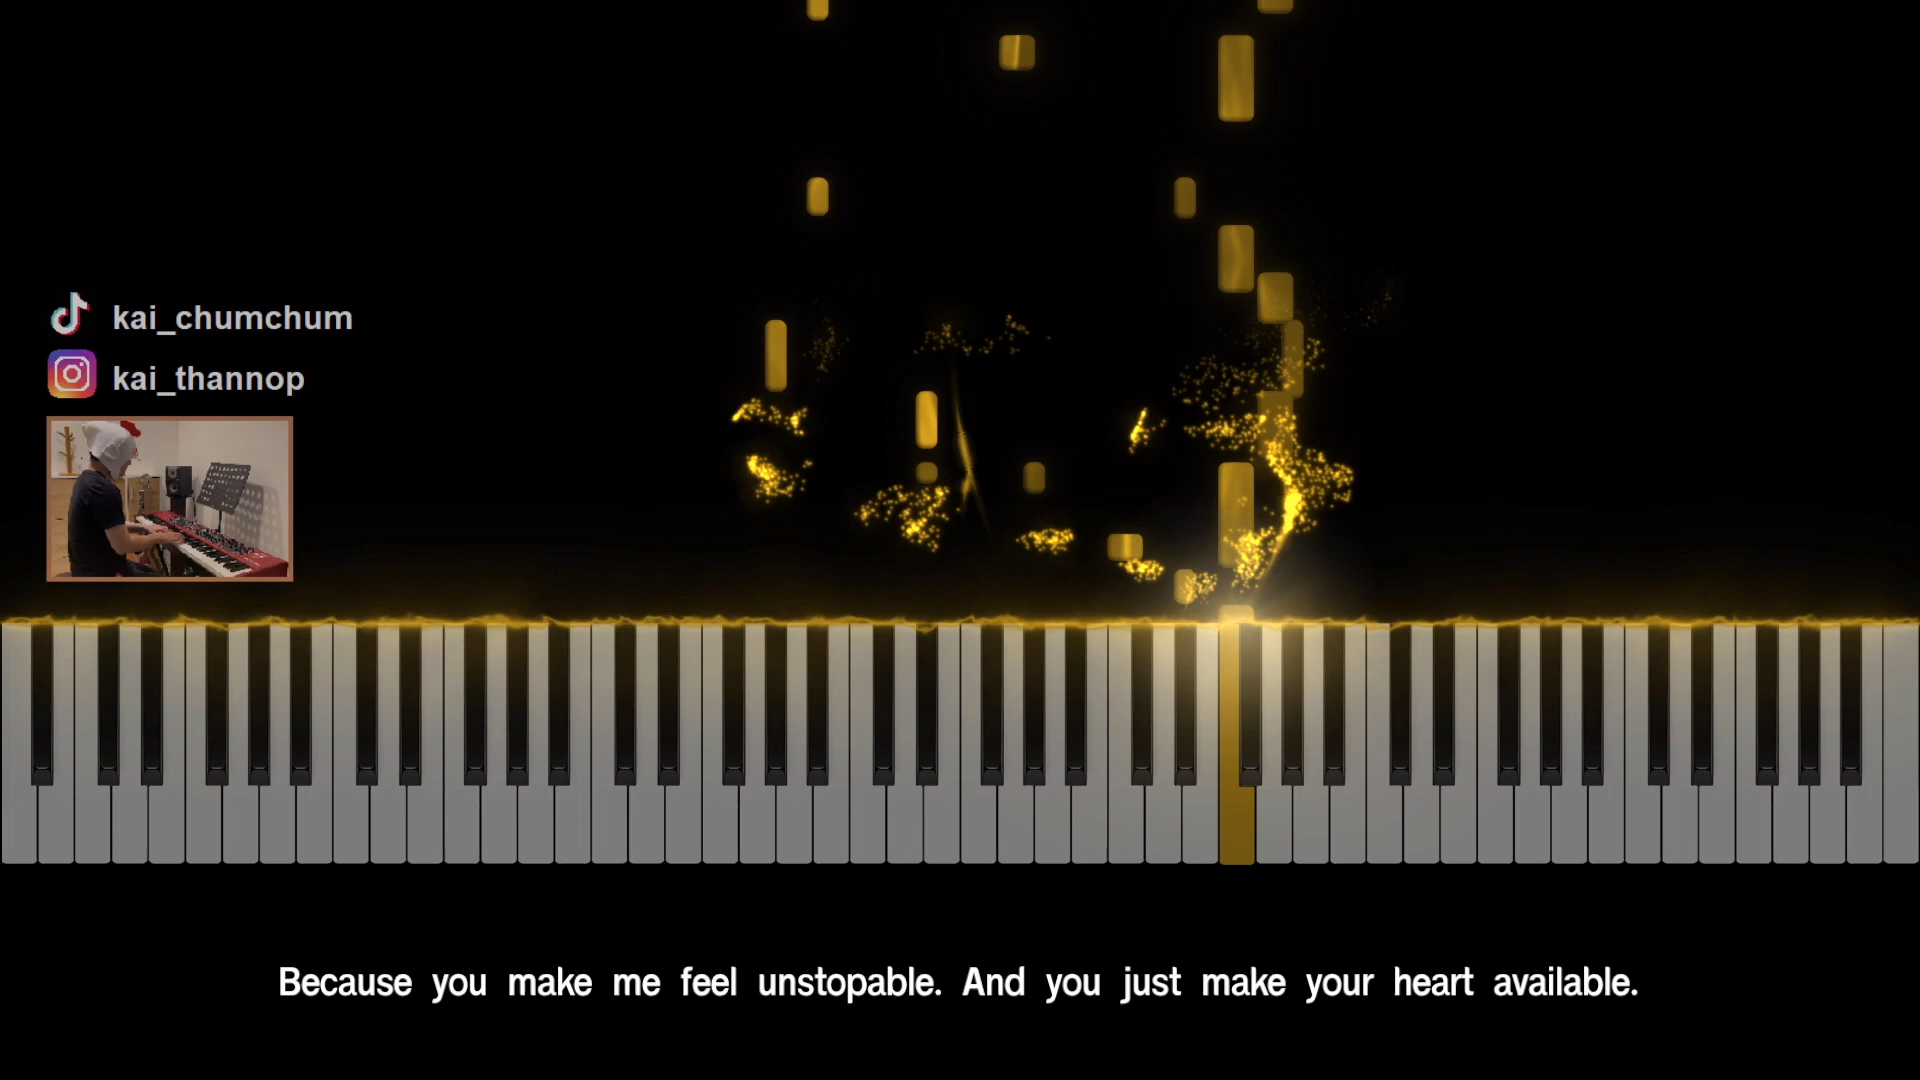 kai_chumchum
kai_thannop
Because you make me feel unstopable. And you just make your heart available.